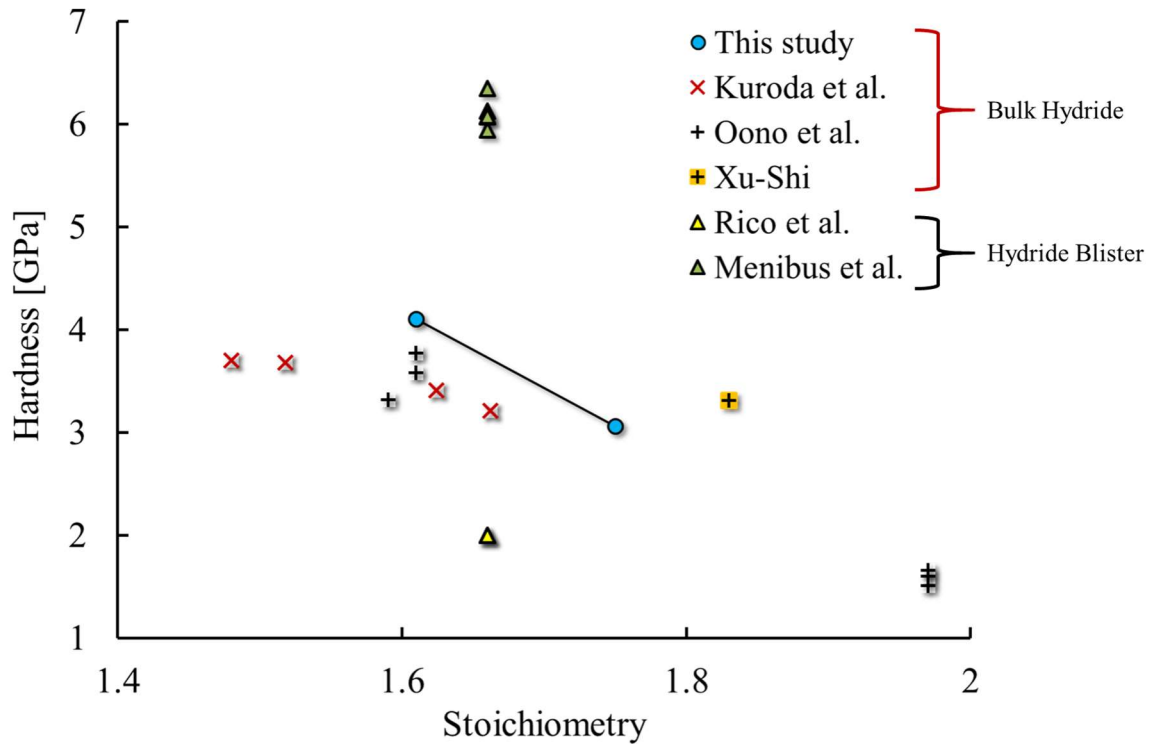 7
6
5
4
3
2
1
Hardness [GPa]
1.4
1.6
1.8
2
Stoichiometry
This study
Kuroda et al.
Oono et al.
Xu-Shi
Rico et al.
Menibus et al.
Bulk Hydride
Hydride Blister